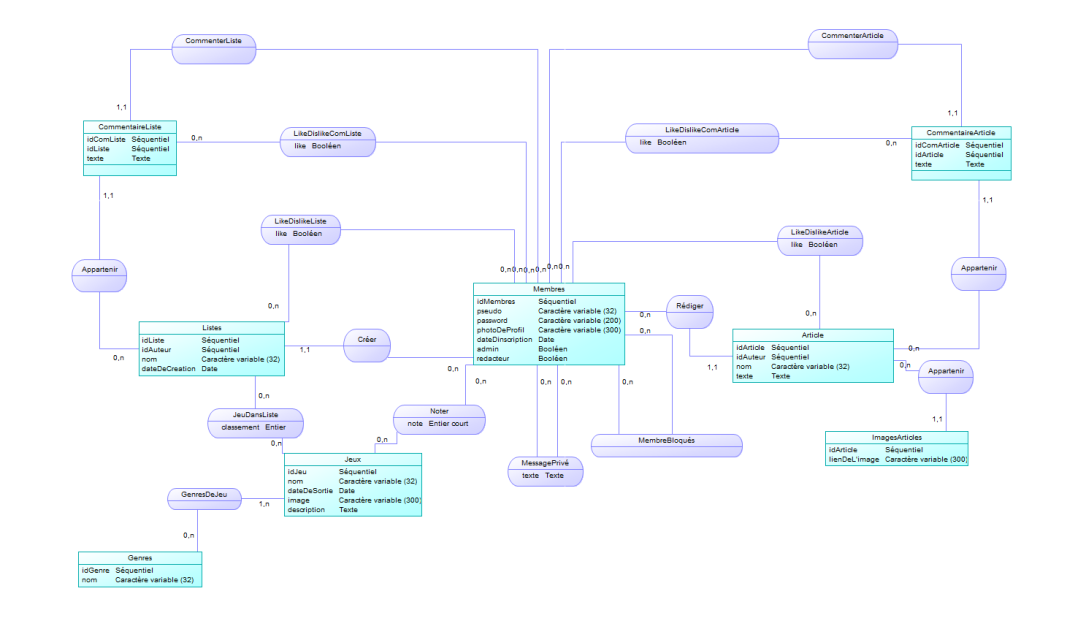 CommenterListe
CommenterArticle
1,1
1,1
CommentaireListe
idComListe Séquentiel
idListe Séquentiel
texte Texte
0,n
LikeDislikeComListe
like Booléen
LikeDislikeComArticle
like Booléen
0,n
CommentaireArticle
idComArticle Séquentiel
idArticle Séquentiel
texte Texte
1,1
1,1
LikeDislikeListe
like Booléen
LikeDislikeArticle
like Booléen
Appartenir
0,n
0,n
0,n
0,n
0,n
0,n
Appartenir
Membres
idMembres Séquentiel
pseudo Caractère variable (32)
password Caractère variable (200)
photoDeProfil Caractère variable (300)
dateDinscription Date
admin Booléen
redacteur Booléen
0,n
0,n
Rédiger
0,n
0,n
1,1
0,n
Listes
idListe Séquentiel
idAuteur Séquentiel
nom Caractère variable (32)
dateDeCreation Date
0,n
1,1
Créer
0,n
Article
idArticle Séquentiel
idAuteur Séquentiel
nom Caractère variable (32)
texte Texte
0,n
0,n
Appartenir
1,1
0,n
JeuDansListe
classement Entier
0,n
0,n
Noter
note Entier court
0,n
0,n
0,n
0,n
MembreBloqués
MessagePrivé
texte Texte
ImagesArticles
idArticle Séquentiel
lienDeL'image Caractère variable (300)
Jeux
idJeu Séquentiel
nom Caractère variable (32)
dateDeSortie Date
image Caractère variable (300)
description Texte
GenresDeJeu
1,n
0,n
Genres
idGenre Séquentiel
nom Caractère variable (32)